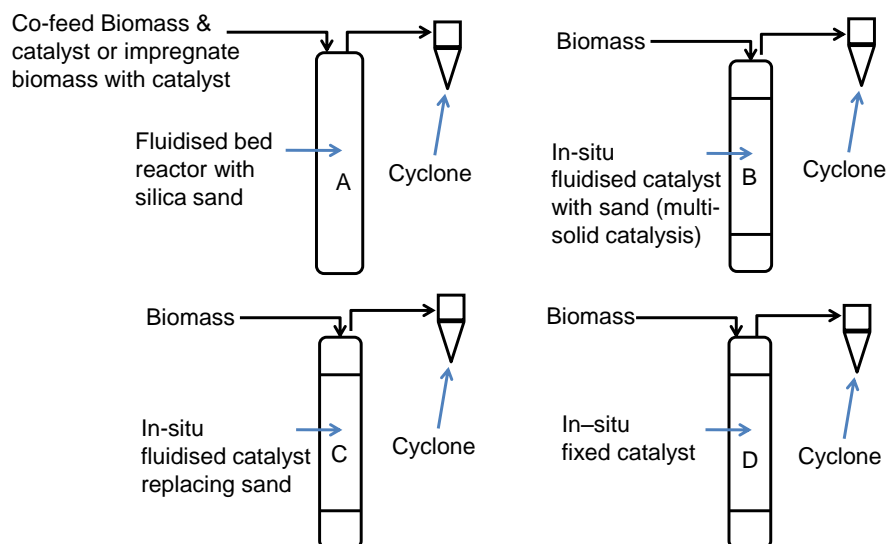 Co-feed Biomass &
catalyst or impregnate
biomass with catalyst
Fluidised bed
reactor with
silica sand
A
Cyclone
Biomass
In-situ
fluidised catalyst
with sand (multi-
solid catalysis)
B
Cyclone
Biomass
In-situ
fluidised catalyst
replacing sand
C
Cyclone
Biomass
In–situ
fixed catalyst
D
Cyclone